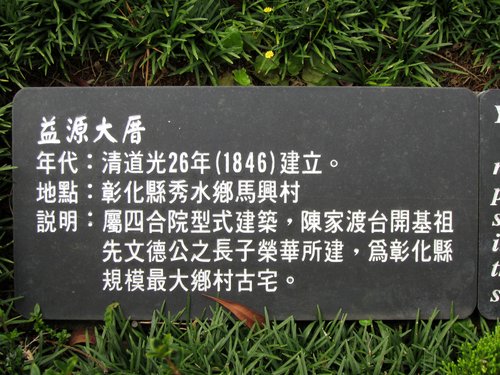 益源大厝
年代：清道光26年(1846)建立。
地點：彰化縣秀水鄉馬興村
説明：屬四合院型式建築，陳家渡台開基祖
先文德公之長子榮華所建，爲彰化縣
規模最大鄉村古宅。